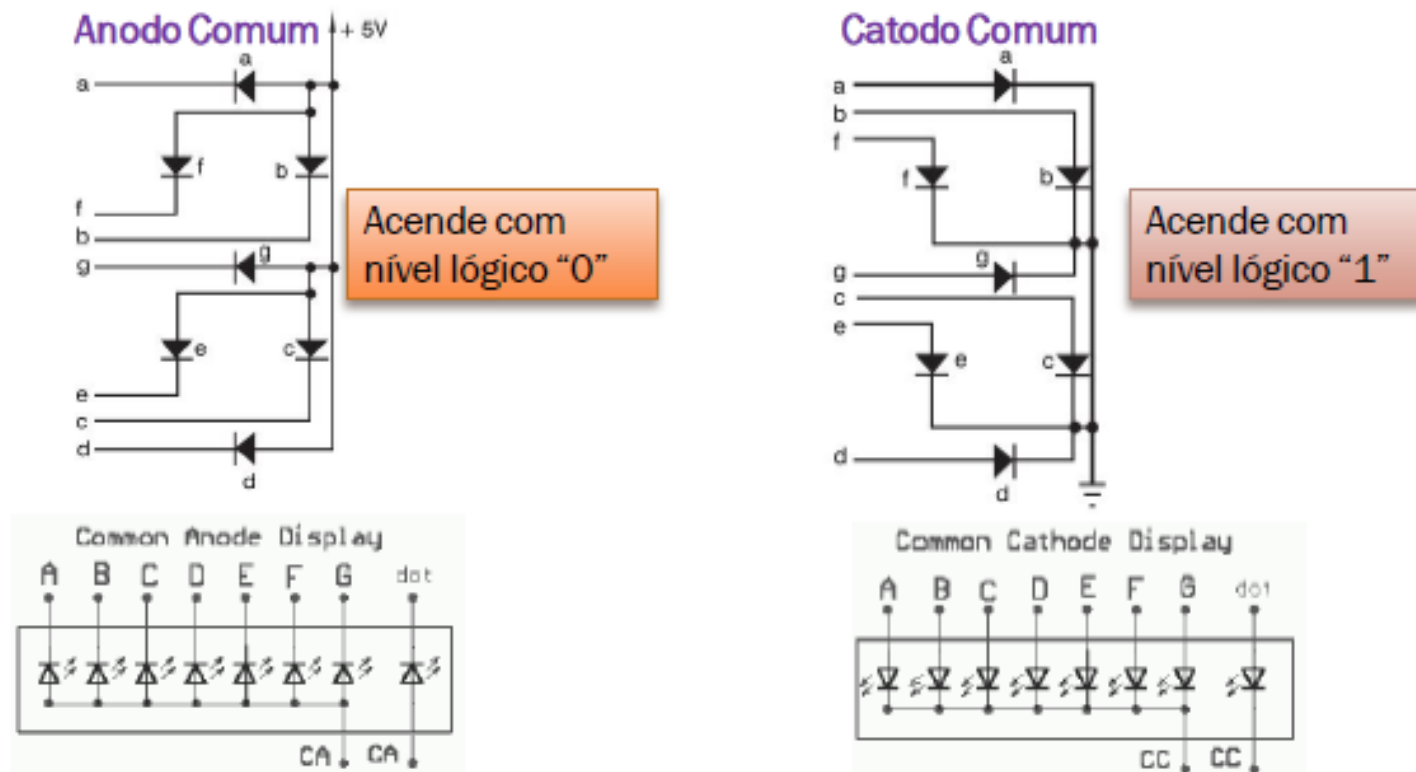 Anodo Comum
+ 5V
a
a
f
b
f
b
g
g
e
c
e
c
d
d
Acende com
nível lógico “0”
Common Anode Display
A B C D E F G dot
CA CA
Catodo Comum
a
a
b
f
f
b
g
g
c
e
e
c
d
d
Acende com
nível lógico “1”
Common Cathode Display
A B C D E F G dot
CC CC